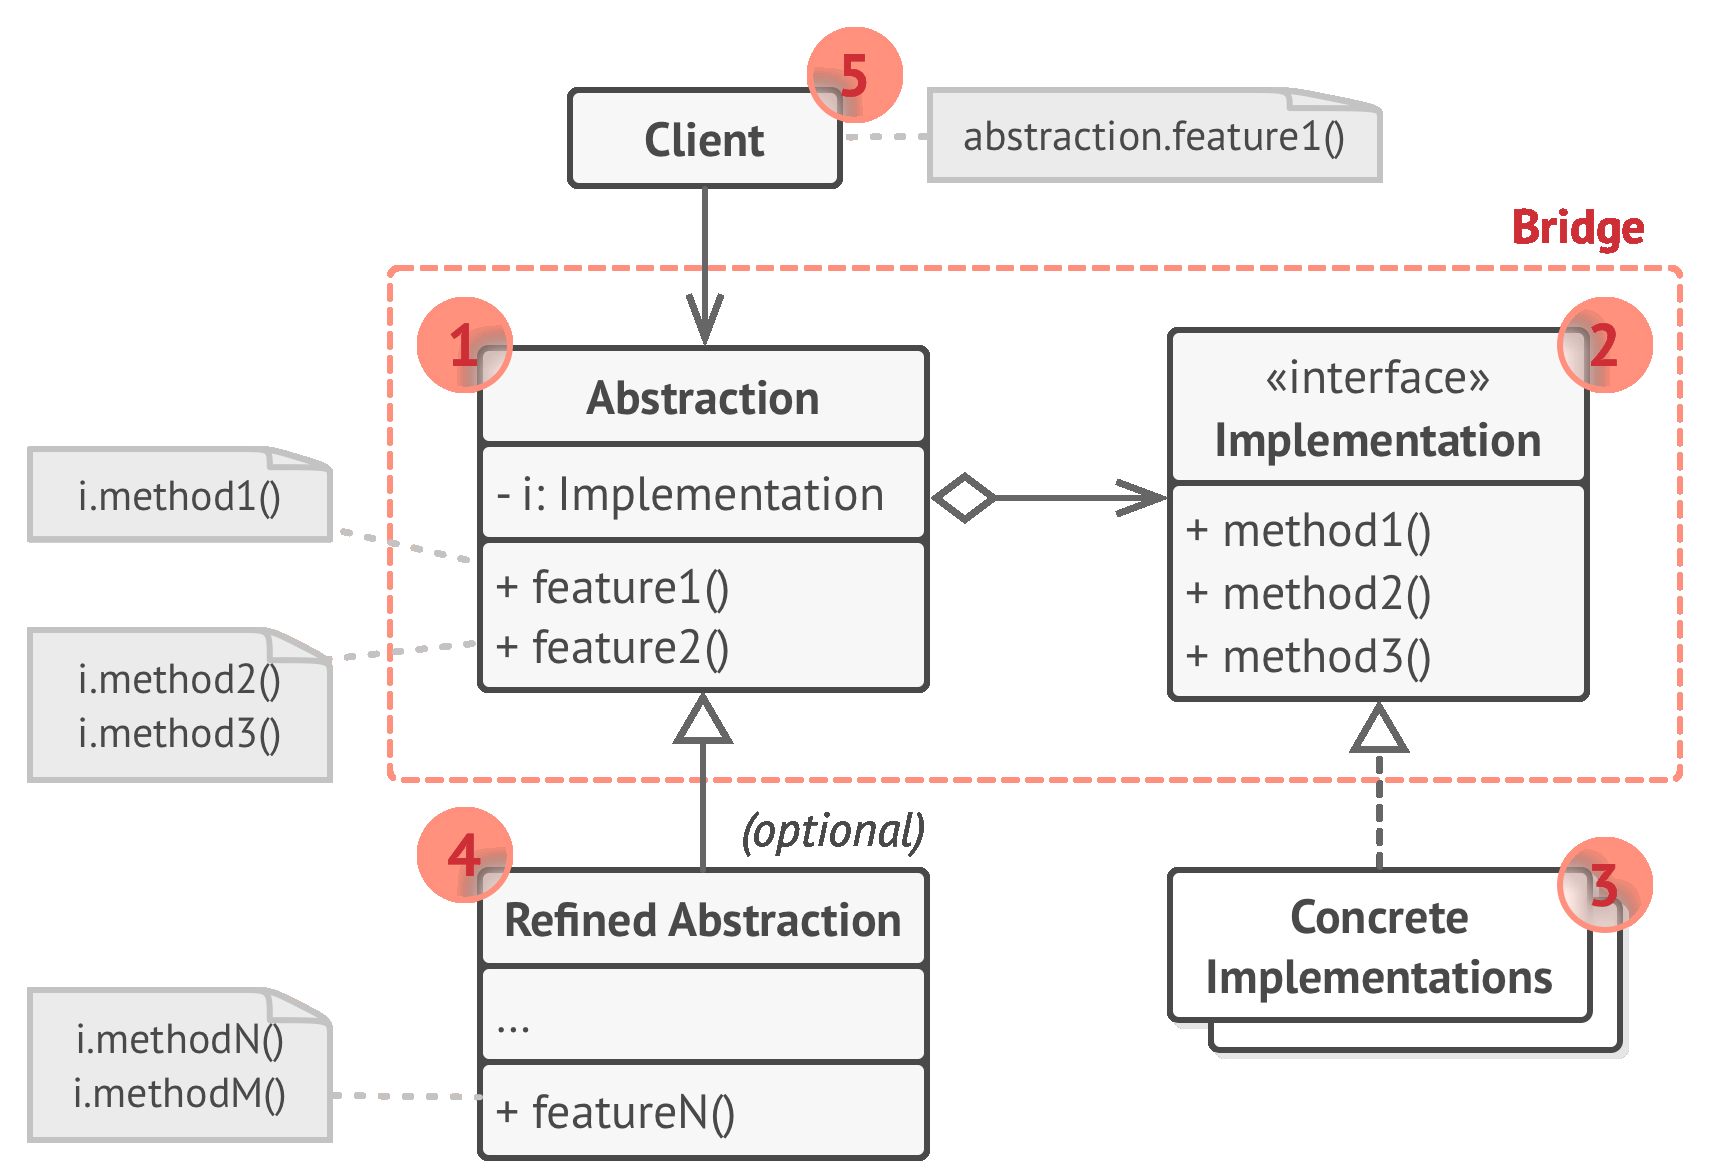 5
Client
abstraction.feature1()
Bridge
1
Abstraction
- i: Implementation
+ feature1()
+ feature2()
2
«interface»
Implementation
+ method1()
+ method2()
+ method3()
i.method1()
i.method2()
i.method3()
(optional)
4
Refined Abstraction
...
+ featureN()
3
Concrete
Implementations
i.methodN()
i.methodM()